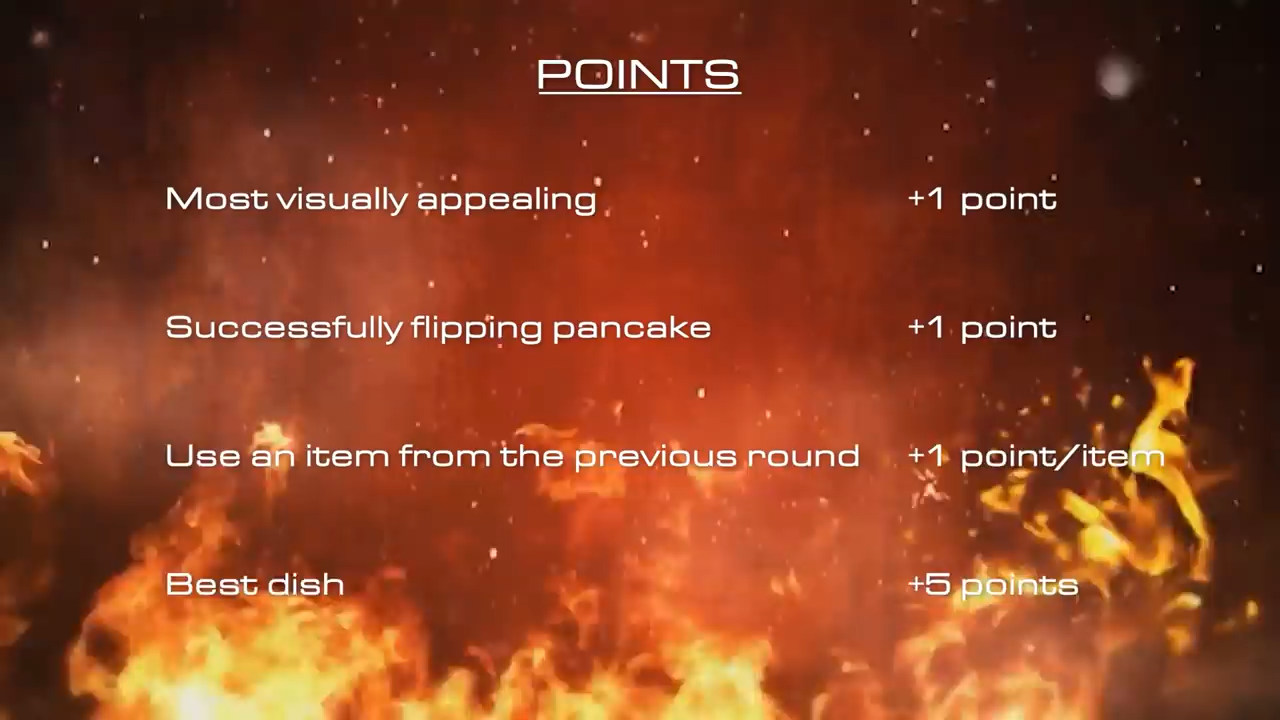 POINTS
Most visually appealing +1 point
Successfully flipping pancake +1 point
Use an item from the previous round +1 point/item
Best dish +5 points